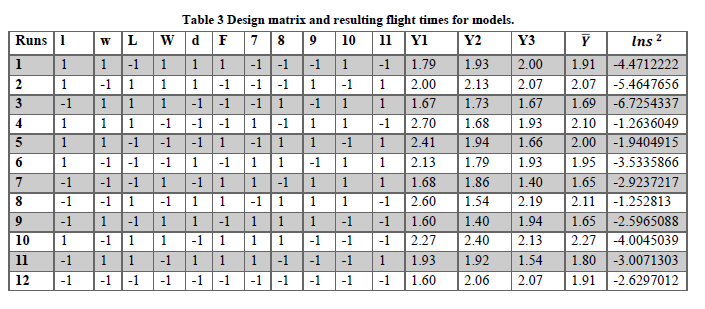 Table 3 Design matrix and resulting flight times for models.
Runs l w L W d F 7 8 9 10 11 Y1 Y2 Y3 Y̅ lns ²
1 1 1 -1 1 1 1 -1 -1 -1 1 -1 1.79 1.93 2.00 1.91 -4.4712222
2 1 -1 1 1 1 -1 -1 -1 1 -1 1 2.00 2.13 2.07 2.07 -5.4647656
3 -1 1 1 1 -1 -1 -1 1 -1 1 1 1.67 1.73 1.67 1.69 -6.7254337
4 1 1 1 -1 -1 -1 1 -1 1 1 -1 2.70 1.68 1.93 2.10 -1.2636049
5 1 1 -1 -1 -1 1 -1 1 1 -1 1 2.41 1.94 1.66 2.00 -1.9404915
6 1 -1 -1 -1 1 -1 1 1 -1 1 1 2.13 1.79 1.93 1.95 -3.5335866
7 -1 -1 -1 1 -1 1 1 -1 1 1 1 1.68 1.86 1.40 1.65 -2.9237217
8 -1 -1 1 -1 1 1 -1 1 1 1 -1 2.60 1.54 2.19 2.11 -1.252813
9 -1 1 -1 1 1 -1 1 1 1 -1 -1 1.60 1.40 1.94 1.65 -2.5965088
10 1 -1 1 1 -1 1 1 1 -1 -1 -1 2.27 2.40 2.13 2.27 -4.0045039
11 -1 1 1 -1 1 1 1 -1 -1 -1 1 1.93 1.92 1.54 1.80 -3.0071303
12 -1 -1 -1 -1 -1 -1 -1 -1 -1 -1 -1 1.60 2.06 2.07 1.91 -2.6297012